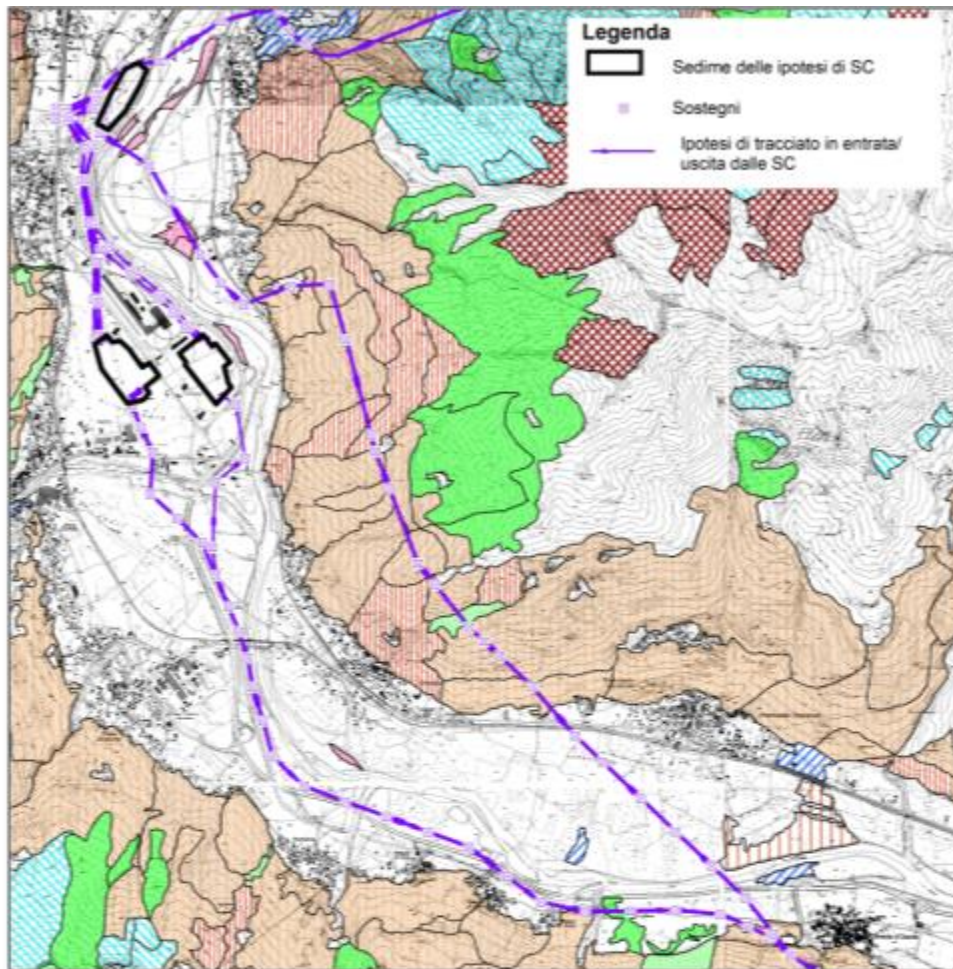 Legenda
Sedime delle ipotesi di SC
Sostegni
Ipotesi di tracciato in entrata/
uscita dalle SC